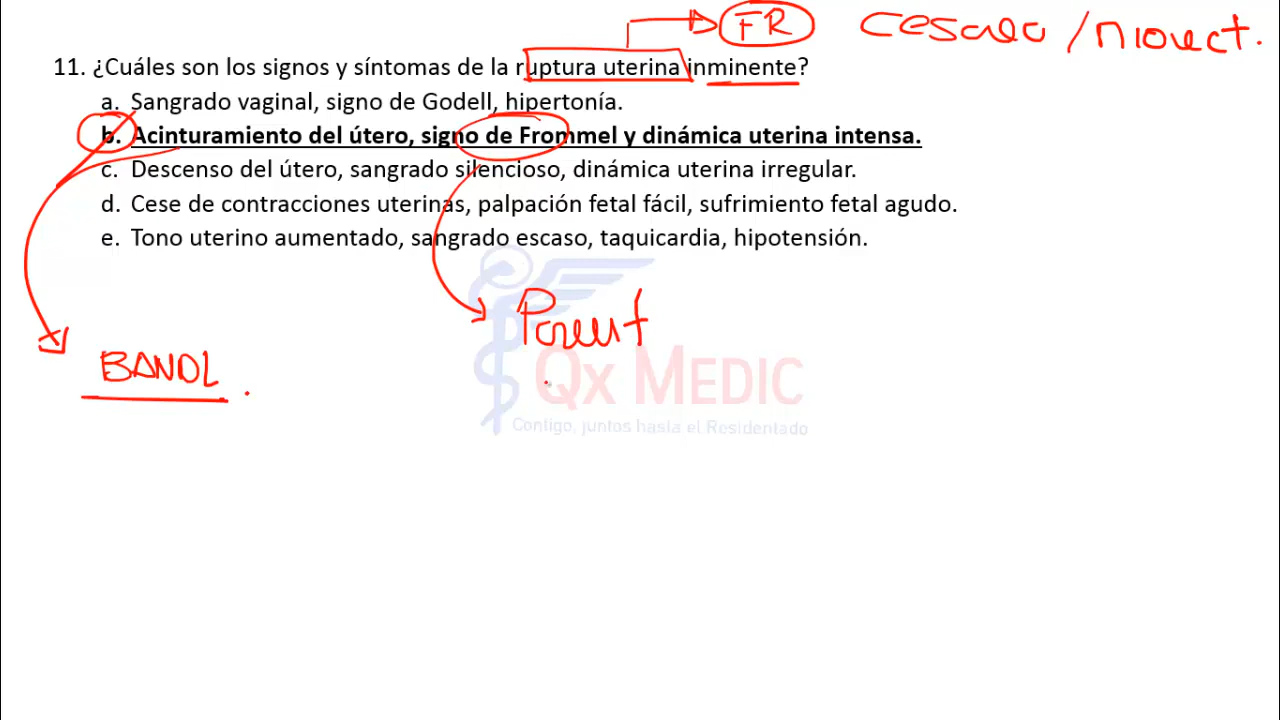 FR cesarea / miomect.
11. ¿Cuáles son los signos y síntomas de la ruptura uterina inminente?
a. Sangrado vaginal, signo de Godell, hipertonía.
b. Acinturamiento del útero, signo de Frommel y dinámica uterina intensa.
c. Descenso del útero, sangrado silencioso, dinámica uterina irregular.
d. Cese de contracciones uterinas, palpación fetal fácil, sufrimiento fetal agudo.
e. Tono uterino aumentado, sangrado escaso, taquicardia, hipotensión.
BANDL
Qx MEDIC
Contigo, juntos hasta el Residentado